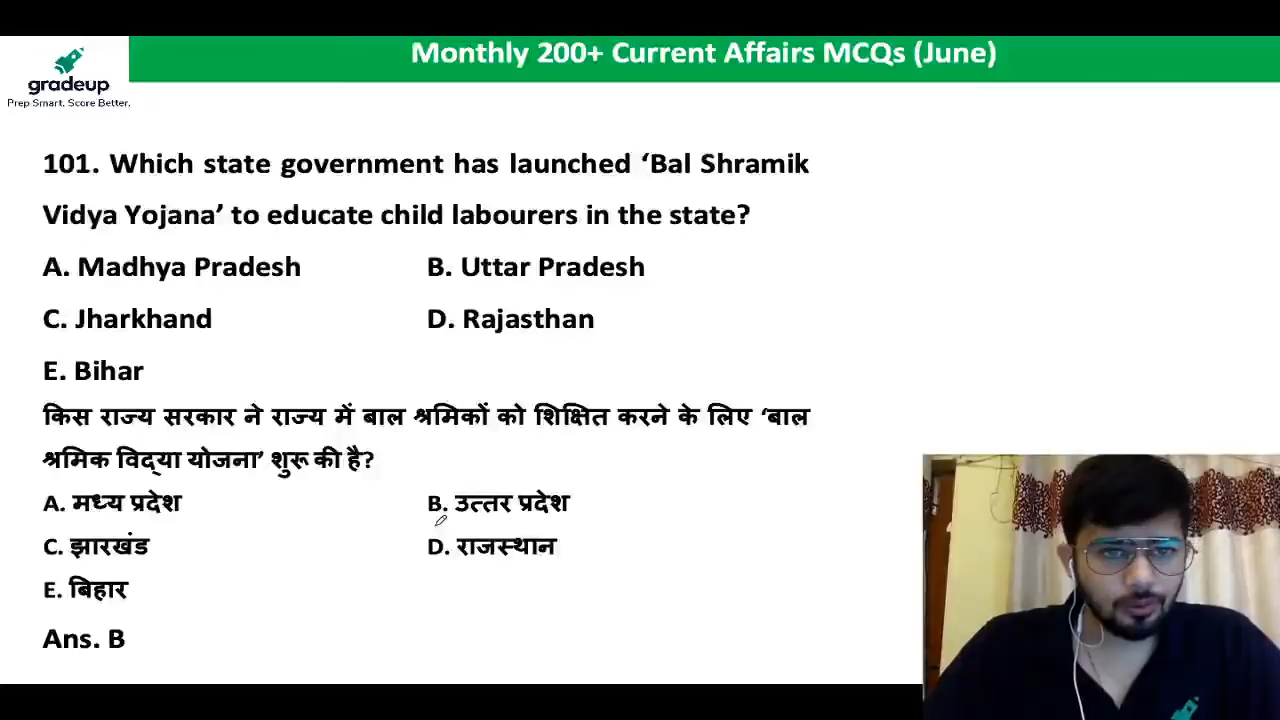 Monthly 200+ Current Affairs MCQs (June)
gradeup
Prep Smart. Score Better.
101. Which state government has launched ‘Bal Shramik
Vidya Yojana’ to educate child labourers in the state?
A. Madhya Pradesh B. Uttar Pradesh
C. Jharkhand D. Rajasthan
E. Bihar
किस राज्य सरकार ने राज्य में बाल श्रमिकों को शिक्षित करने के लिए ‘बाल
श्रमिक विद्या योजना’ शुरू की है?
A. मध्य प्रदेश B. उत्तर प्रदेश
C. झारखंड D. राजस्थान
E. बिहार
Ans. B